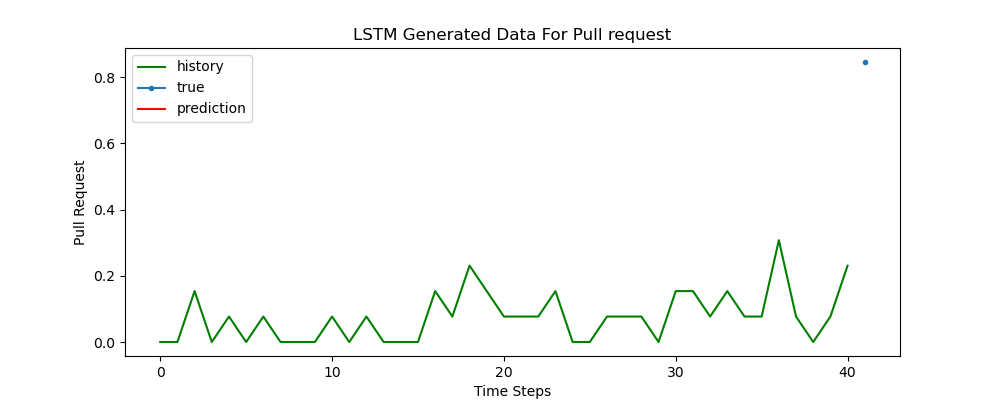 LSTM Generated Data For Pull request
history
true
prediction
Pull Request
0.8
0.6
0.4
0.2
0.0
0 10 20 30 40
Time Steps